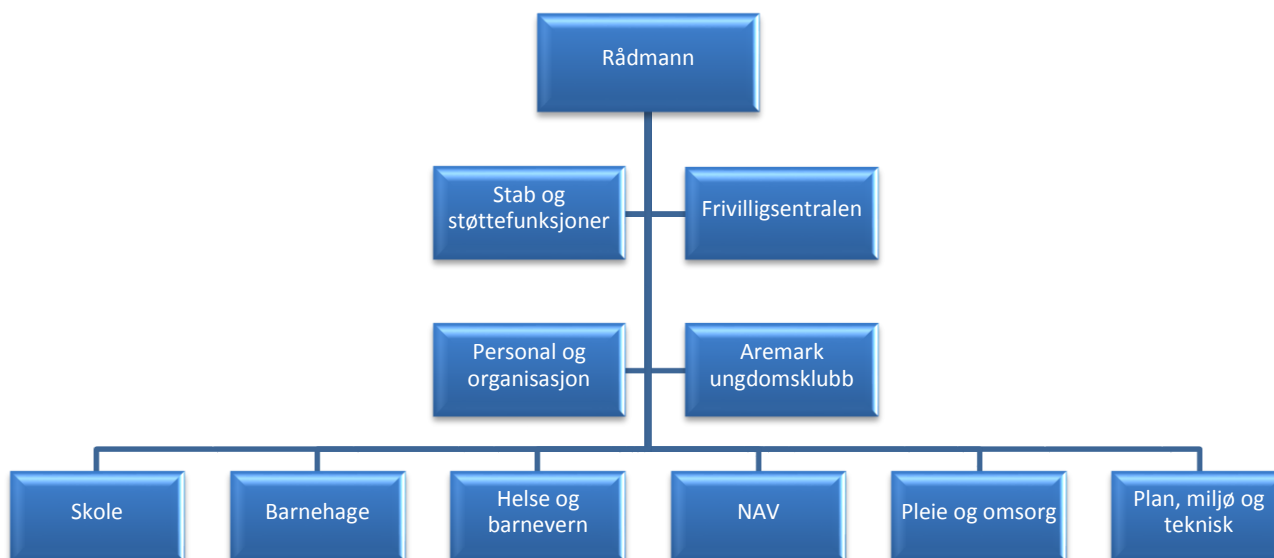 Rådmann
Stab og
støttefunksjoner
Frivilligsentralen
Personal og
organisasjon
Aremark
ungdomsklubb
Skole
Barnehage
Helse og
barnevern
NAV
Pleie og omsorg
Plan, miljø og
teknisk